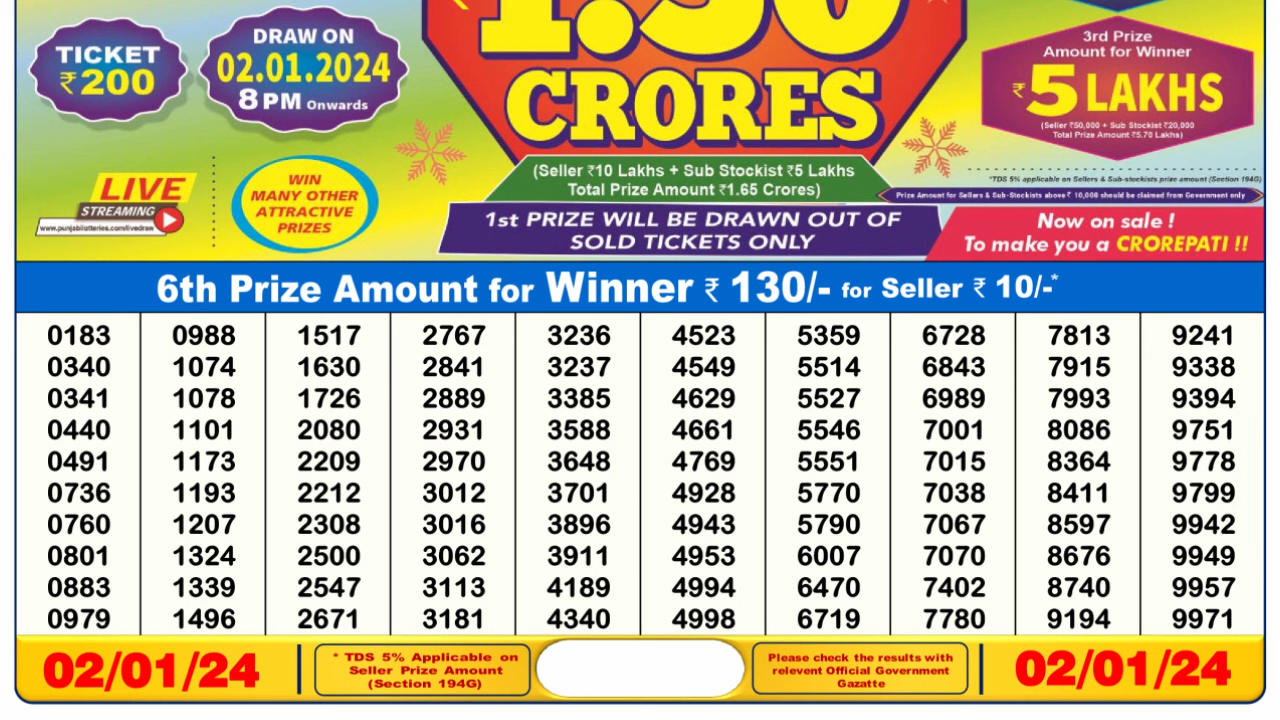 TICKET
₹200
DRAW ON
02.01.2024
8 PM Onwards
1.50
CRORES
(Seller ₹10 Lakhs + Sub Stockist ₹5 Lakhs
Total Prize Amount ₹1.65 Crores)
1st PRIZE WILL BE DRAWN OUT OF
SOLD TICKETS ONLY
3rd Prize
Amount for Winner
₹5 LAKHS
(Seller ₹50,000 + Sub Stockist ₹20,000
Total Prize Amount ₹5.70 Lakhs)
*TDS 5% applicable on Sellers & Sub-stockists prize amount (Section 194G)
Prize Amount for Sellers & Sub-Stockists above ₹ 10,000 should be claimed from Government only
LIVE
STREAMING
www.punjablotteries.com/livedraw
WIN
MANY OTHER
ATTRACTIVE
PRIZES
Now on sale !
To make you a CROREPATI !!
6th Prize Amount for Winner ₹ 130/- for Seller ₹ 10/-*
0183 0988 1517 2767 3236 4523 5359 6728 7813 9241
0340 1074 1630 2841 3237 4549 5514 6843 7915 9338
0341 1078 1726 2889 3385 4629 5527 6989 7993 9394
0440 1101 2080 2931 3588 4661 5546 7001 8086 9751
0491 1173 2209 2970 3648 4769 5551 7015 8364 9778
0736 1193 2212 3012 3701 4928 5770 7038 8411 9799
0760 1207 2308 3016 3896 4943 5790 7067 8597 9942
0801 1324 2500 3062 3911 4953 6007 7070 8676 9949
0883 1339 2547 3113 4189 4994 6470 7402 8740 9957
0979 1496 2671 3181 4340 4998 6719 7780 9194 9971
02/01/24
* TDS 5% Applicable on
Seller Prize Amount
(Section 194G)
Please check the results with
relevent Official Government
Gazatte
02/01/24